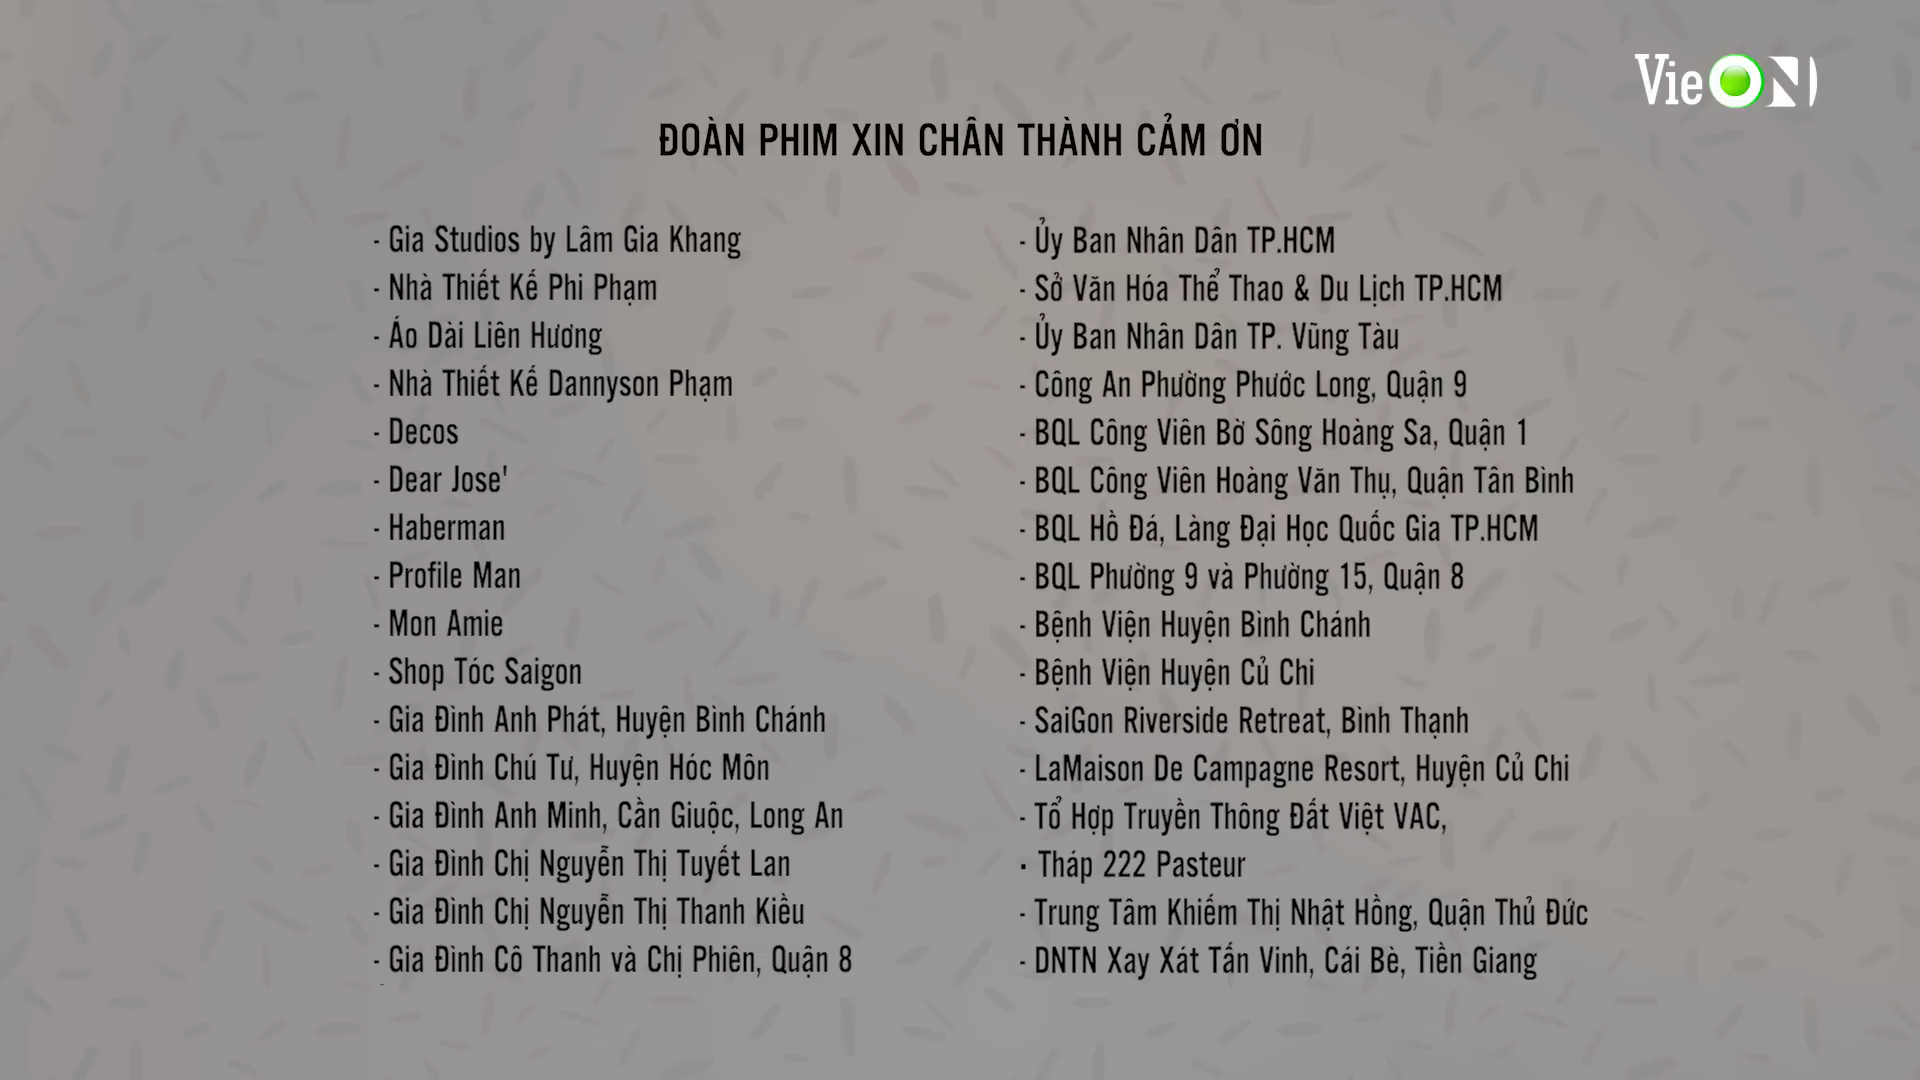 VieON
ĐOÀN PHIM XIN CHÂN THÀNH CẢM ƠN
- Gia Studios by Lâm Gia Khang
- Nhà Thiết Kế Phi Phạm
- Áo Dài Liên Hương
- Nhà Thiết Kế Dannyson Phạm
- Decos
- Dear Jose'
- Haberman
- Profile Man
- Mon Amie
- Shop Tóc Saigon
- Gia Đình Anh Phát, Huyện Bình Chánh
- Gia Đình Chú Tư, Huyện Hóc Môn
- Gia Đình Anh Minh, Cần Giuộc, Long An
- Gia Đình Chị Nguyễn Thị Tuyết Lan
- Gia Đình Chị Nguyễn Thị Thanh Kiều
- Gia Đình Cô Thanh và Chị Phiên, Quận 8
- Ủy Ban Nhân Dân TP.HCM
- Sở Văn Hóa Thể Thao & Du Lịch TP.HCM
- Ủy Ban Nhân Dân TP. Vũng Tàu
- Công An Phường Phước Long, Quận 9
- BQL Công Viên Bờ Sông Hoàng Sa, Quận 1
- BQL Công Viên Hoàng Văn Thụ, Quận Tân Bình
- BQL Hồ Đá, Làng Đại Học Quốc Gia TP.HCM
- BQL Phường 9 và Phường 15, Quận 8
- Bệnh Viện Huyện Bình Chánh
- Bệnh Viện Huyện Củ Chi
- SaiGon Riverside Retreat, Bình Thạnh
- LaMaison De Campagne Resort, Huyện Củ Chi
- Tổ Hợp Truyền Thông Đất Việt VAC,
· Tháp 222 Pasteur
- Trung Tâm Khiếm Thị Nhật Hồng, Quận Thủ Đức
- DNTN Xay Xát Tấn Vinh, Cái Bè, Tiền Giang